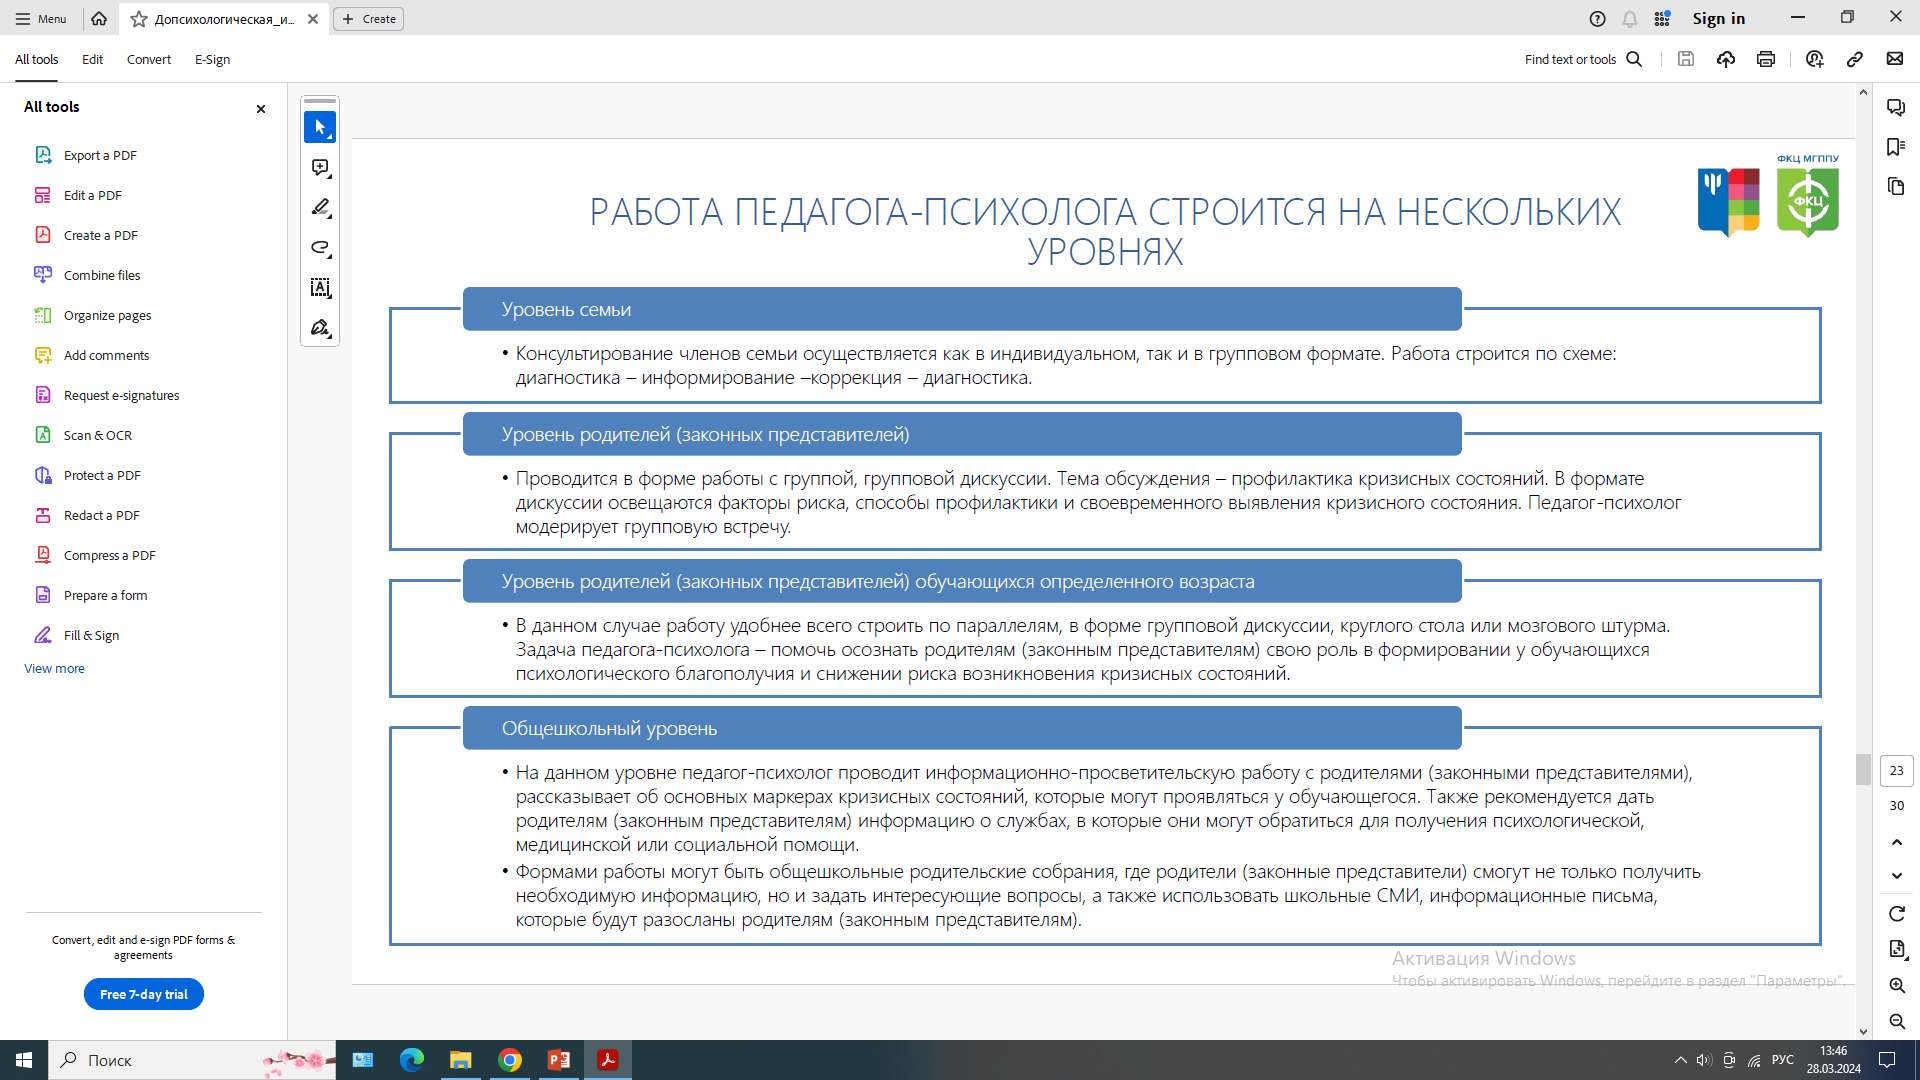 Menu
Допсихологическая_и...
Create
Sign in
All tools
Edit
Convert
E-Sign
Find text or tools
All tools
Export a PDF
Edit a PDF
Create a PDF
Combine files
Organize pages
Add comments
Request e-signatures
Scan & OCR
Protect a PDF
Redact a PDF
Compress a PDF
Prepare a form
Fill & Sign
View more
Convert, edit and e-sign PDF forms &
agreements
Free 7-day trial
ФКЦ МГППУ
ФКЦ
РАБОТА ПЕДАГОГА-ПСИХОЛОГА СТРОИТСЯ НА НЕСКОЛЬКИХ
УРОВНЯХ
Уровень семьи
• Консультирование членов семьи осуществляется как в индивидуальном, так и в групповом формате. Работа строится по схеме:
диагностика – информирование –коррекция – диагностика.
Уровень родителей (законных представителей)
• Проводится в форме работы с группой, групповой дискуссии. Тема обсуждения – профилактика кризисных состояний. В формате
дискуссии освещаются факторы риска, способы профилактики и своевременного выявления кризисного состояния. Педагог-психолог
модерирует групповую встречу.
Уровень родителей (законных представителей) обучающихся определенного возраста
• В данном случае работу удобнее всего строить по параллелям, в форме групповой дискуссии, круглого стола или мозгового штурма.
Задача педагога-психолога – помочь осознать родителям (законным представителям) свою роль в формировании у обучающихся
психологического благополучия и снижении риска возникновения кризисных состояний.
Общешкольный уровень
• На данном уровне педагог-психолог проводит информационно-просветительскую работу с родителями (законными представителями),
рассказывает об основных маркерах кризисных состояний, которые могут проявляться у обучающегося. Также рекомендуется дать
родителям (законным представителям) информацию о службах, в которые они могут обратиться для получения психологической,
медицинской или социальной помощи.
• Формами работы могут быть общешкольные родительские собрания, где родители (законные представители) смогут не только получить
необходимую информацию, но и задать интересующие вопросы, а также использовать школьные СМИ, информационные письма,
которые будут разосланы родителям (законным представителям).
Активация Windows
Чтобы активировать Windows, перейдите в раздел "Параметры".
23
30
Поиск
РУС
13:46
28.03.2024